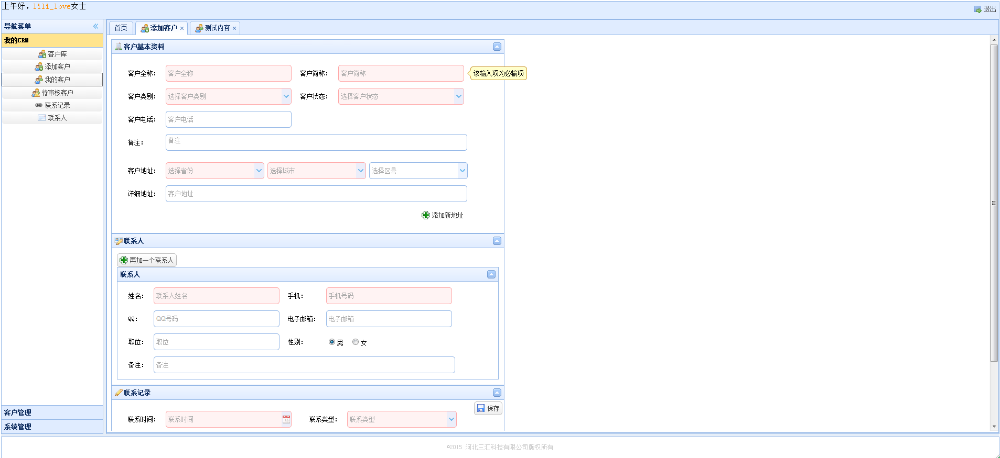 上午好，lili_love女士
退出
导航菜单
我的CRM
客户库
添加客户
我的客户
待审核客户
联系记录
联系人
客户管理
系统管理
首页 添加客户 测试内容
客户基本资料
客户全称： 客户全称 客户简称： 客户简称 该输入项为必输项
客户类别： 选择客户类别 客户状态： 选择客户状态
客户电话： 客户电话
备注： 备注
客户地址： 选择省份 选择城市 选择区县
详细地址： 客户地址
添加新地址
联系人
再加一个联系人
联系人
姓名： 联系人姓名 手机： 手机号码
QQ： QQ号码 电子邮箱： 电子邮箱
职位： 职位 性别： 男 女
备注： 备注
联系记录
保存
联系时间： 联系时间 联系类型： 联系类型
©2015 河北三汇科技有限公司版权所有